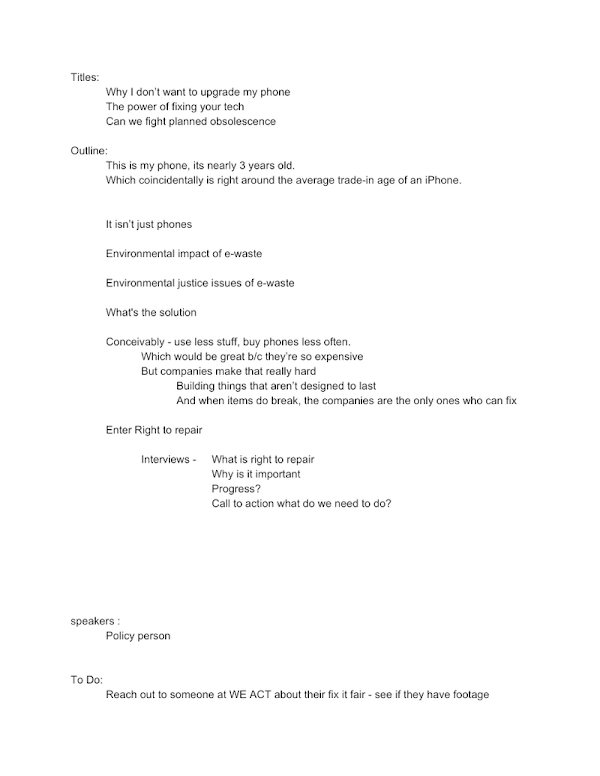 Titles:
Why I don't want to upgrade my phone
The power of fixing your tech
Can we fight planned obsolescence
Outline:
This is my phone, its nearly 3 years old.
Which coincidentally is right around the average trade-in age of an iPhone.
It isn't just phones
Environmental impact of e-waste
Environmental justice issues of e-waste
What's the solution
Conceivably - use less stuff, buy phones less often.
Which would be great b/c they're so expensive
But companies make that really hard
Building things that aren't designed to last
And when items do break, the companies are the only ones who can fix
Enter Right to repair
Interviews - What is right to repair
Why is it important
Progress?
Call to action what do we need to do?
speakers :
Policy person
To Do:
Reach out to someone at WE ACT about their fix it fair - see if they have footage